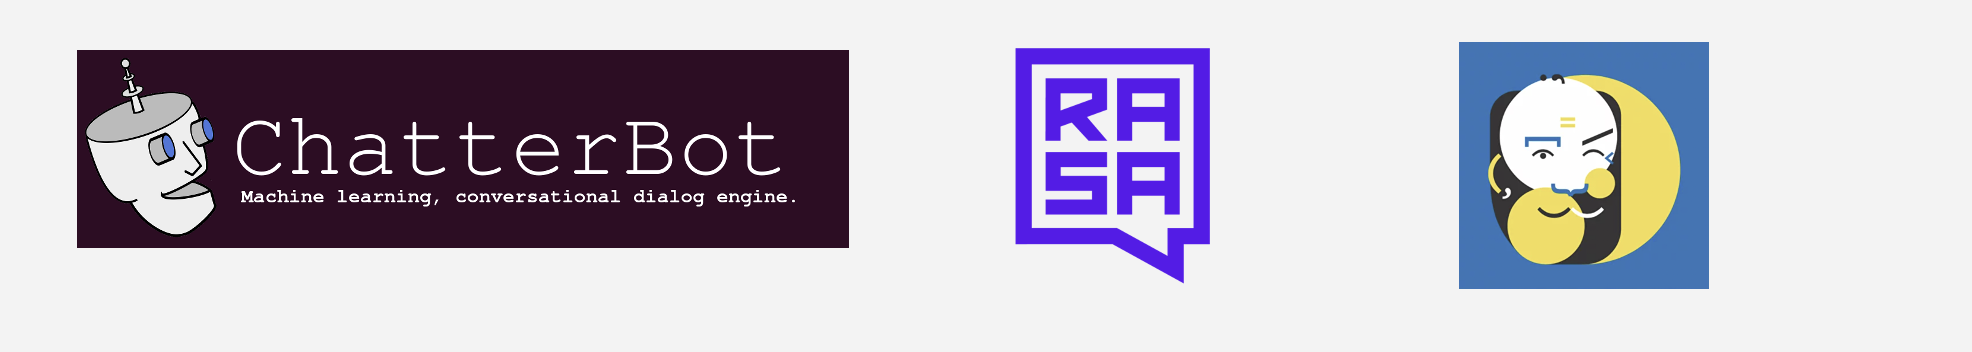 ChatterBot
Machine learning, conversational dialog engine.
RA
SA